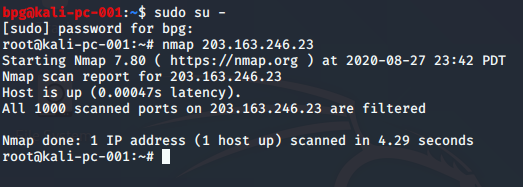 bpg@kali-pc-001:~$ sudo su -
[sudo] password for bpg:
root@kali-pc-001:~# nmap 203.163.246.23
Starting Nmap 7.80 ( https://nmap.org ) at 2020-08-27 23:42 PDT
Nmap scan report for 203.163.246.23
Host is up (0.00047s latency).
All 1000 scanned ports on 203.163.246.23 are filtered
Nmap done: 1 IP address (1 host up) scanned in 4.29 seconds
root@kali-pc-001:~#